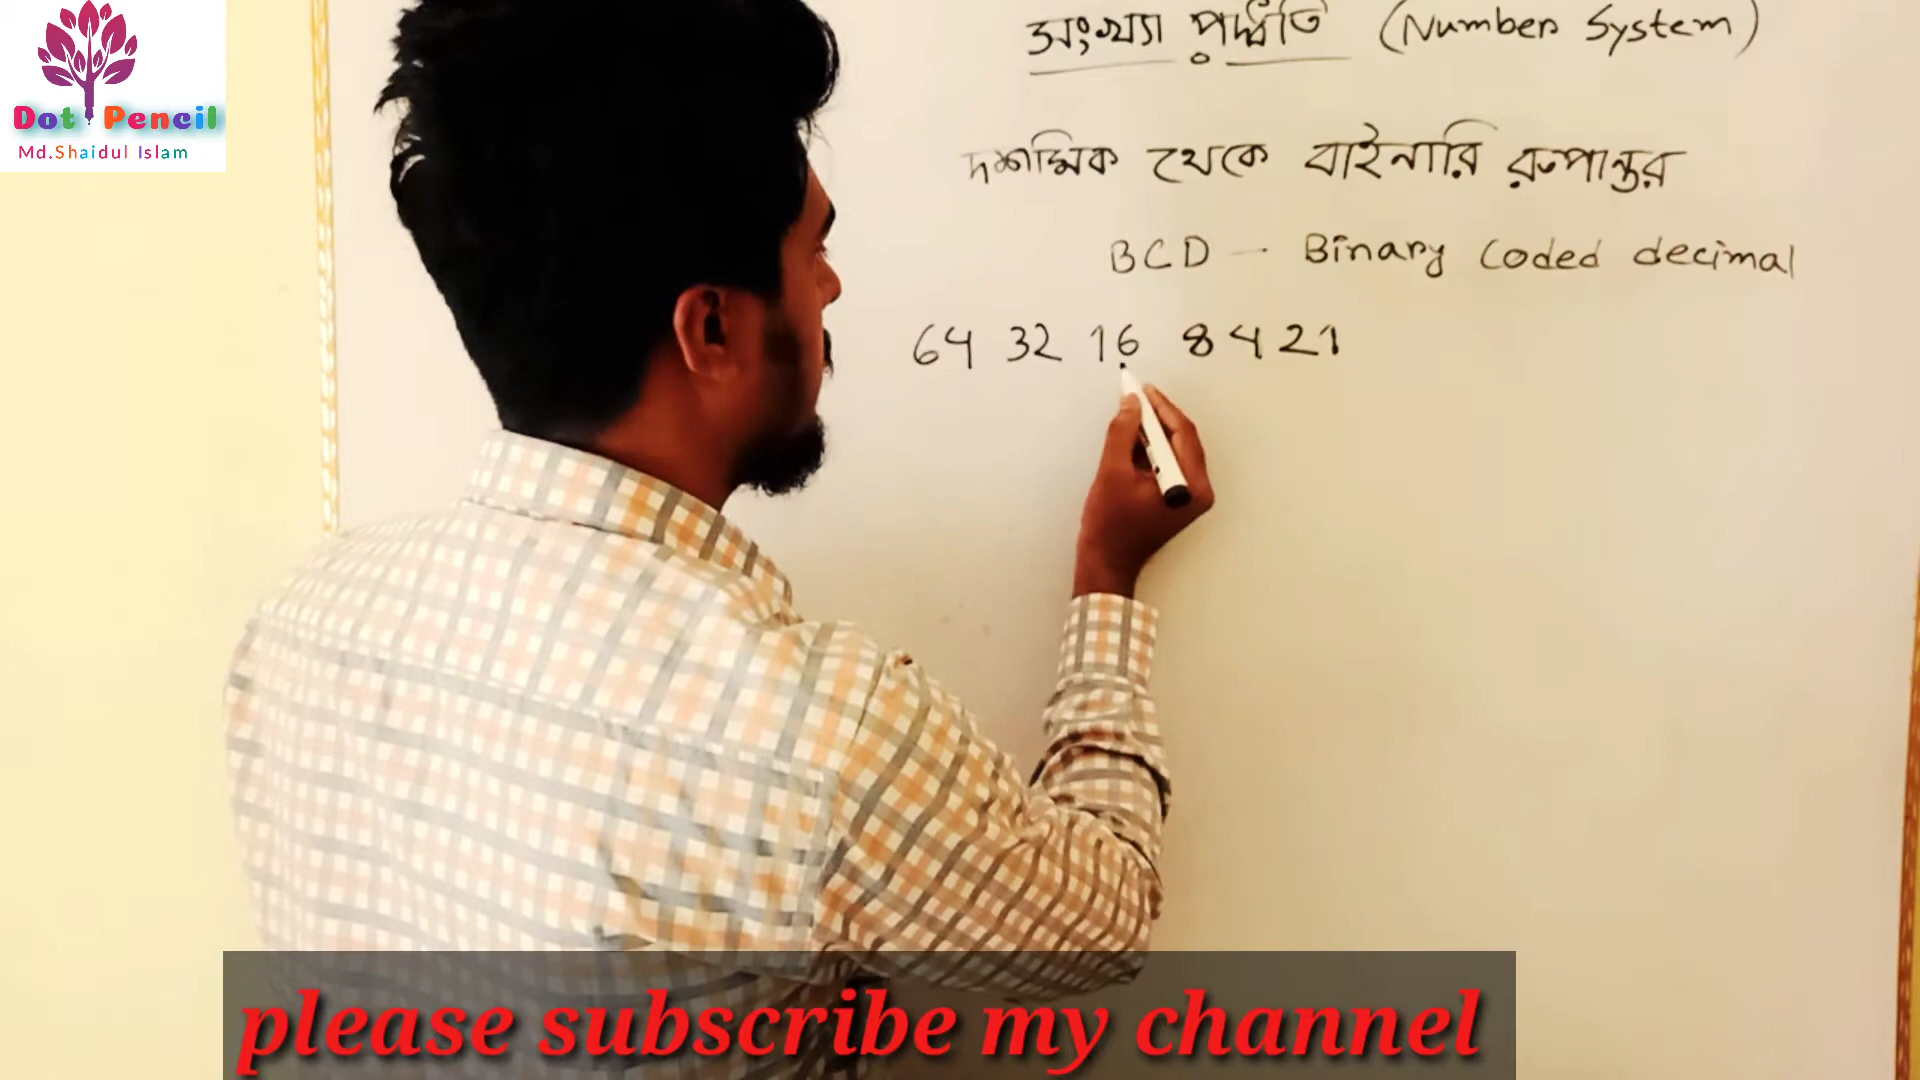 Dot Pencil
Md.Shaidul Islam
সংখ্যা পদ্ধতি (Number System)
দশমিক থেকে বাইনারি রুপান্তর
BCD - Binary Coded decimal
64 32 16 8 4 2 1
please subscribe my channel